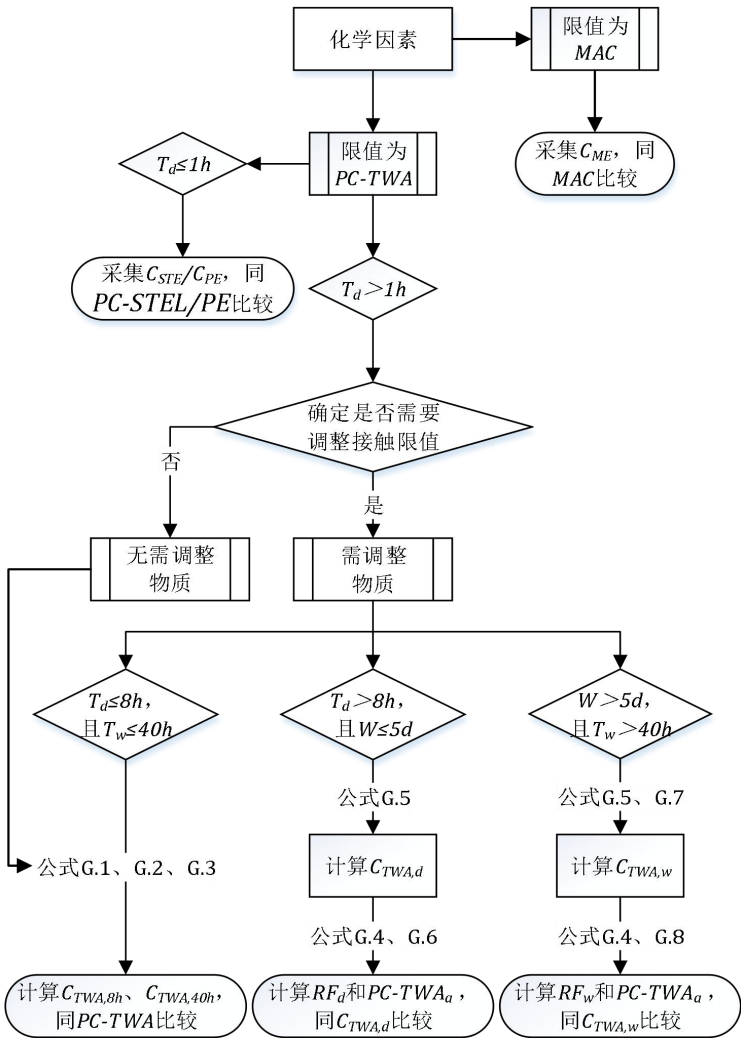 化学因素
限值为
MAC
T_d≤1h
限值为
PC-TWA
采集C_ME，同
MAC比较
采集C_STE/C_PE，同
PC-STEL/PE比较
T_d＞1h
确定是否需要
调整接触限值
否
是
无需调整
物质
需调整
物质
T_d≤8h，
且T_w≤40h
T_d＞8h，
且W≤5d
W＞5d，
且T_w＞40h
公式G.5
公式G.5、G.7
公式G.1、G.2、G.3
计算C_TWA,d
计算C_TWA,w
公式G.4、G.6
公式G.4、G.8
计算C_TWA,8h、C_TWA,40h，
同PC-TWA比较
计算RF_d和PC-TWA_a，
同C_TWA,d比较
计算RF_w和PC-TWA_a，
同C_TWA,w比较